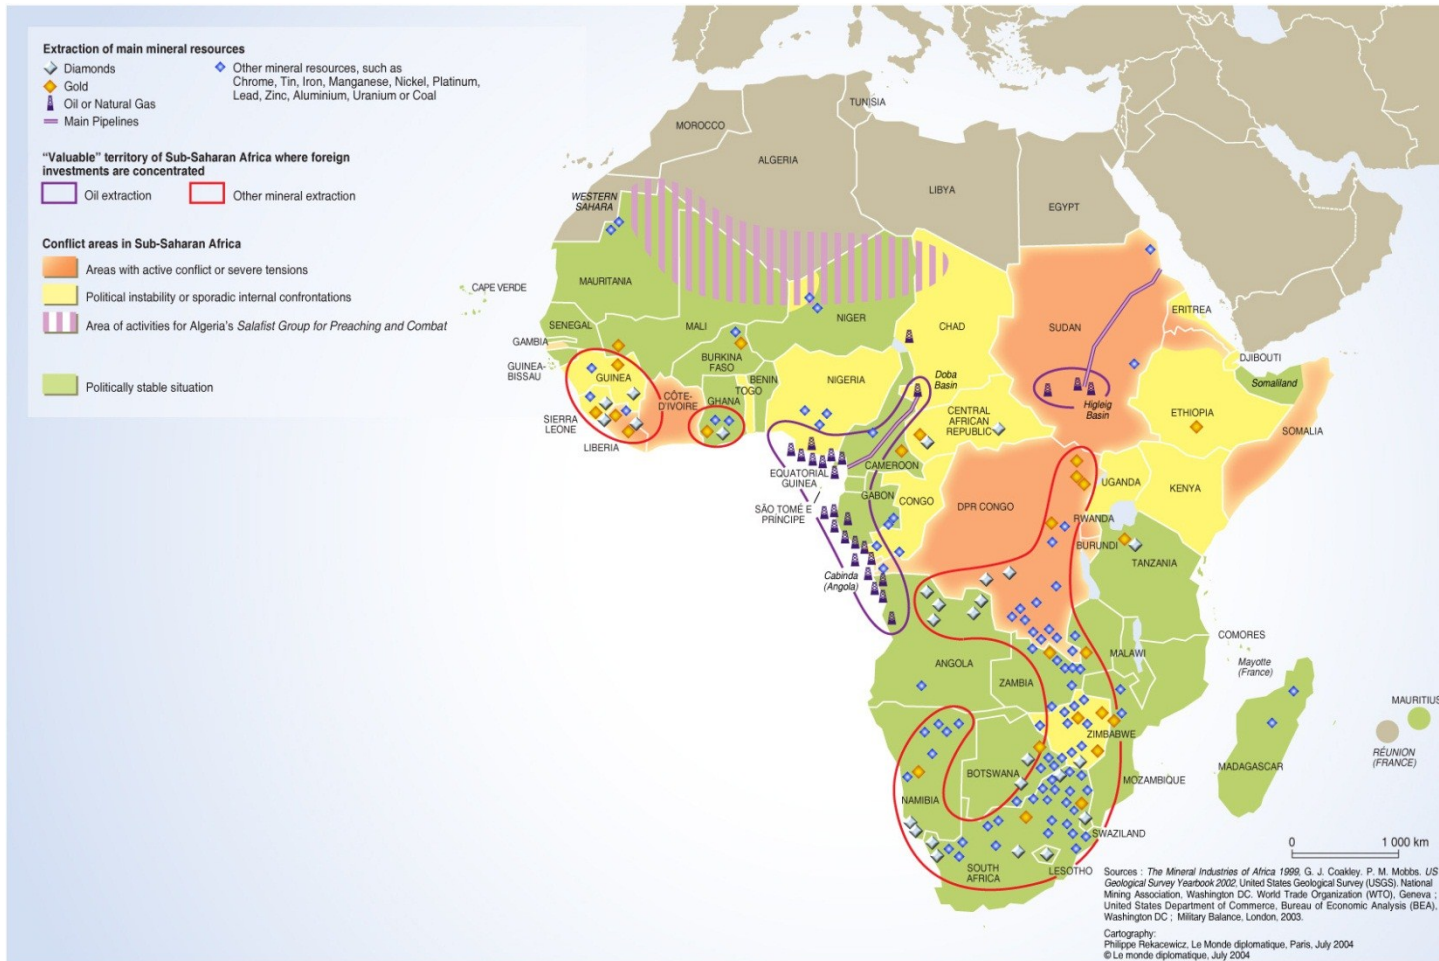 Extraction of main mineral resources
Diamonds
Gold
Oil or Natural Gas
Main Pipelines
Other mineral resources, such as
Chrome, Tin, Iron, Manganese, Nickel, Platinum,
Lead, Zinc, Aluminium, Uranium or Coal
"Valuable" territory of Sub-Saharan Africa where foreign
investments are concentrated
Oil extraction
Other mineral extraction
Conflict areas in Sub-Saharan Africa
Areas with active conflict or severe tensions
Political instability or sporadic internal confrontations
Area of activities for Algeria's Salafist Group for Preaching and Combat
Politically stable situation
TUNISIA
MOROCCO
ALGERIA
LIBYA
EGYPT
WESTERN
SAHARA
MAURITANIA
CAPE VERDE
SENEGAL
GAMBIA
GUINEA-
BISSAU
GUINEA
SIERRA
LEONE
LIBERIA
MALI
BURKINA
FASO
CÔTE-
D'IVOIRE
GHANA
TOGO
BENIN
NIGER
NIGERIA
CHAD
SUDAN
ERITREA
DJIBOUTI
Somaliland
ETHIOPIA
SOMALIA
Doba
Basin
Higleig
Basin
CENTRAL
AFRICAN
REPUBLIC
CAMEROON
EQUATORIAL
GUINEA
SÃO TOMÉ E
PRÍNCIPE
GABON
CONGO
DPR CONGO
UGANDA
KENYA
RWANDA
BURUNDI
TANZANIA
Cabinda
(Angola)
ANGOLA
ZAMBIA
MALAWI
COMORES
Mayotte
(France)
ZIMBABWE
MOZAMBIQUE
MADAGASCAR
MAURITIUS
RÉUNION
(FRANCE)
BOTSWANA
NAMIBIA
SWAZILAND
LESOTHO
SOUTH
AFRICA
0 1 000 km
Sources : The Mineral Industries of Africa 1999, G. J. Coakley. P. M. Mobbs. US
Geological Survey Yearbook 2002, United States Geological Survey (USGS). National
Mining Association, Washington DC. World Trade Organization (WTO), Geneva ;
United States Department of Commerce, Bureau of Economic Analysis (BEA),
Washington DC ; Military Balance, London, 2003.
Cartography:
Philippe Rekacewicz, Le Monde diplomatique, Paris, July 2004
© Le monde diplomatique, July 2004